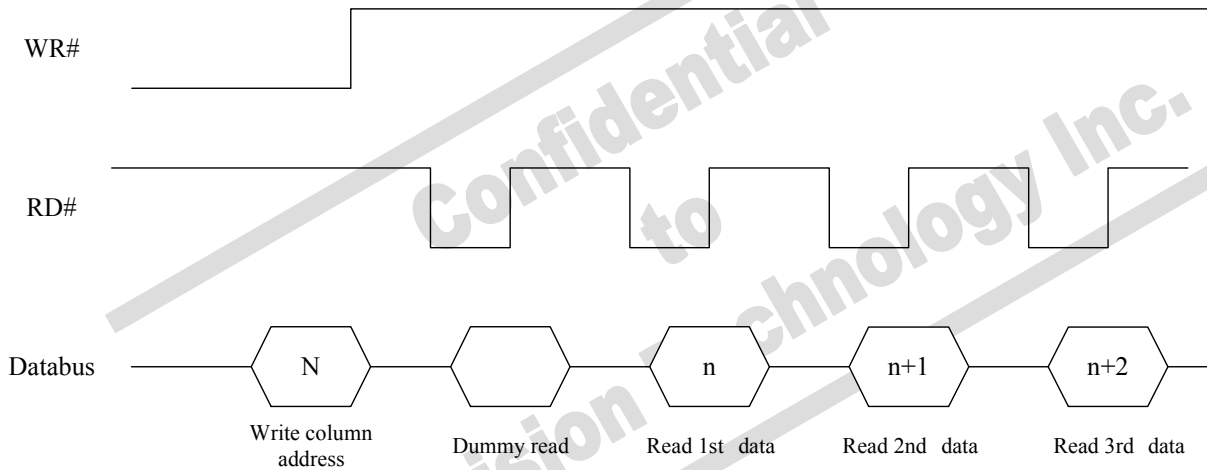 WR#
RD#
Databus
N
n
n+1
n+2
Write column
address
Dummy read
Read 1st data
Read 2nd data
Read 3rd data
Confidential
to
Technology Inc.